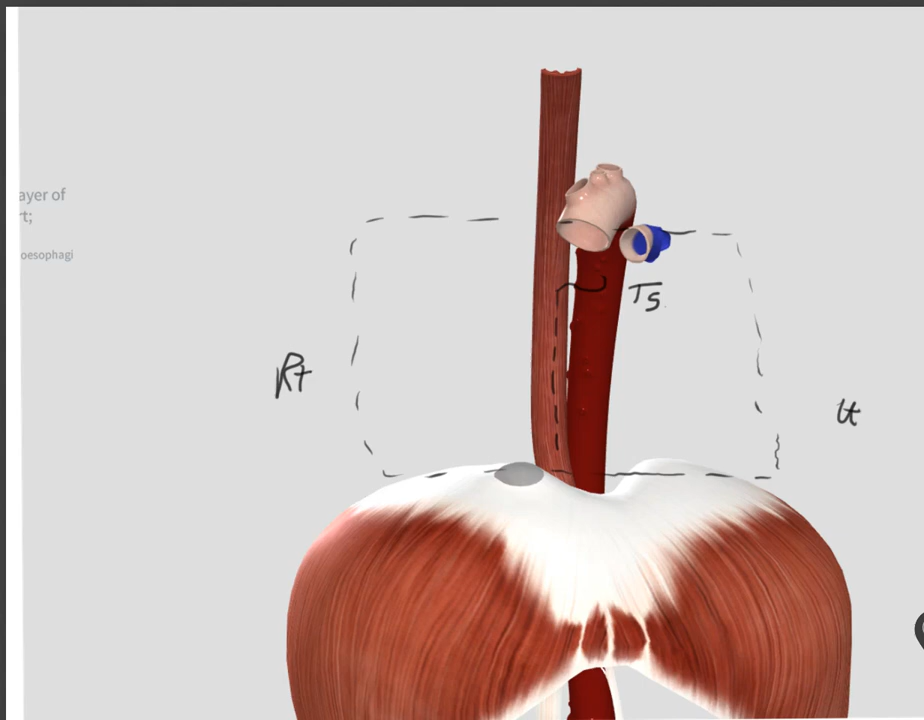 ayer of
rt;
oesophagi
T5
Rt
Lt